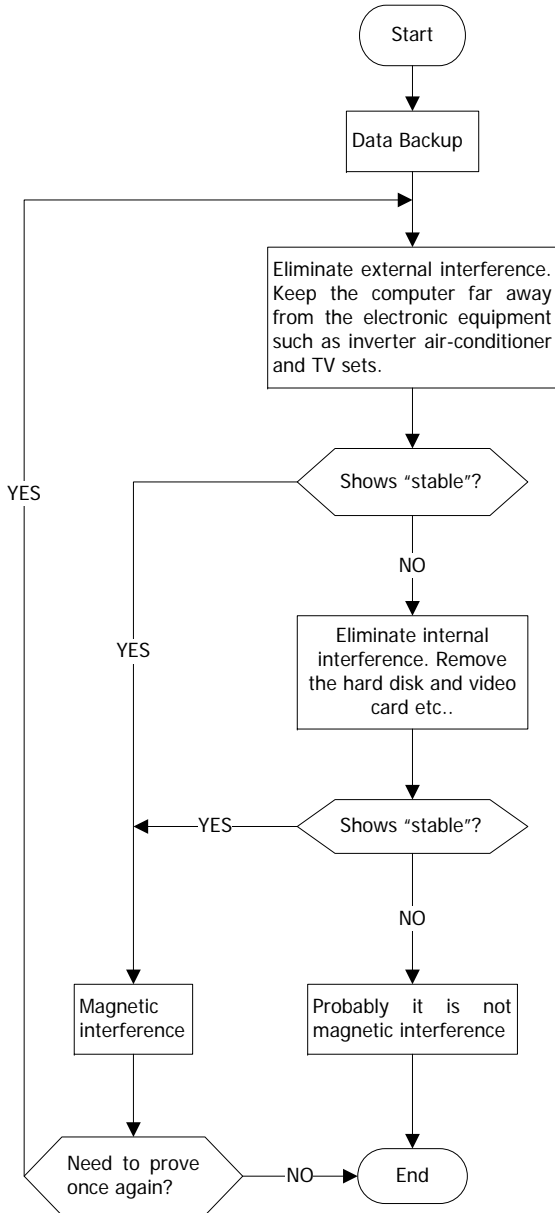 Start
Data Backup
Eliminate external interference.
Keep the computer far away
from the electronic equipment
such as inverter air-conditioner
and TV sets.
Shows “stable”?
YES
NO
YES
Eliminate internal
interference. Remove
the hard disk and video
card etc..
YES
Shows “stable”?
NO
Magnetic
interference
Probably it is not
magnetic interference
Need to prove
once again?
NO
End